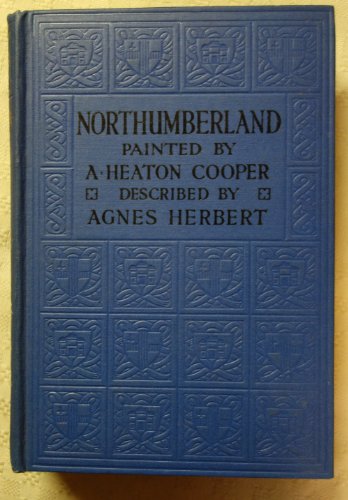 NORTHUMBERLAND
PAINTED BY
A·HEATON COOPER
DESCRIBED BY
AGNES HERBERT